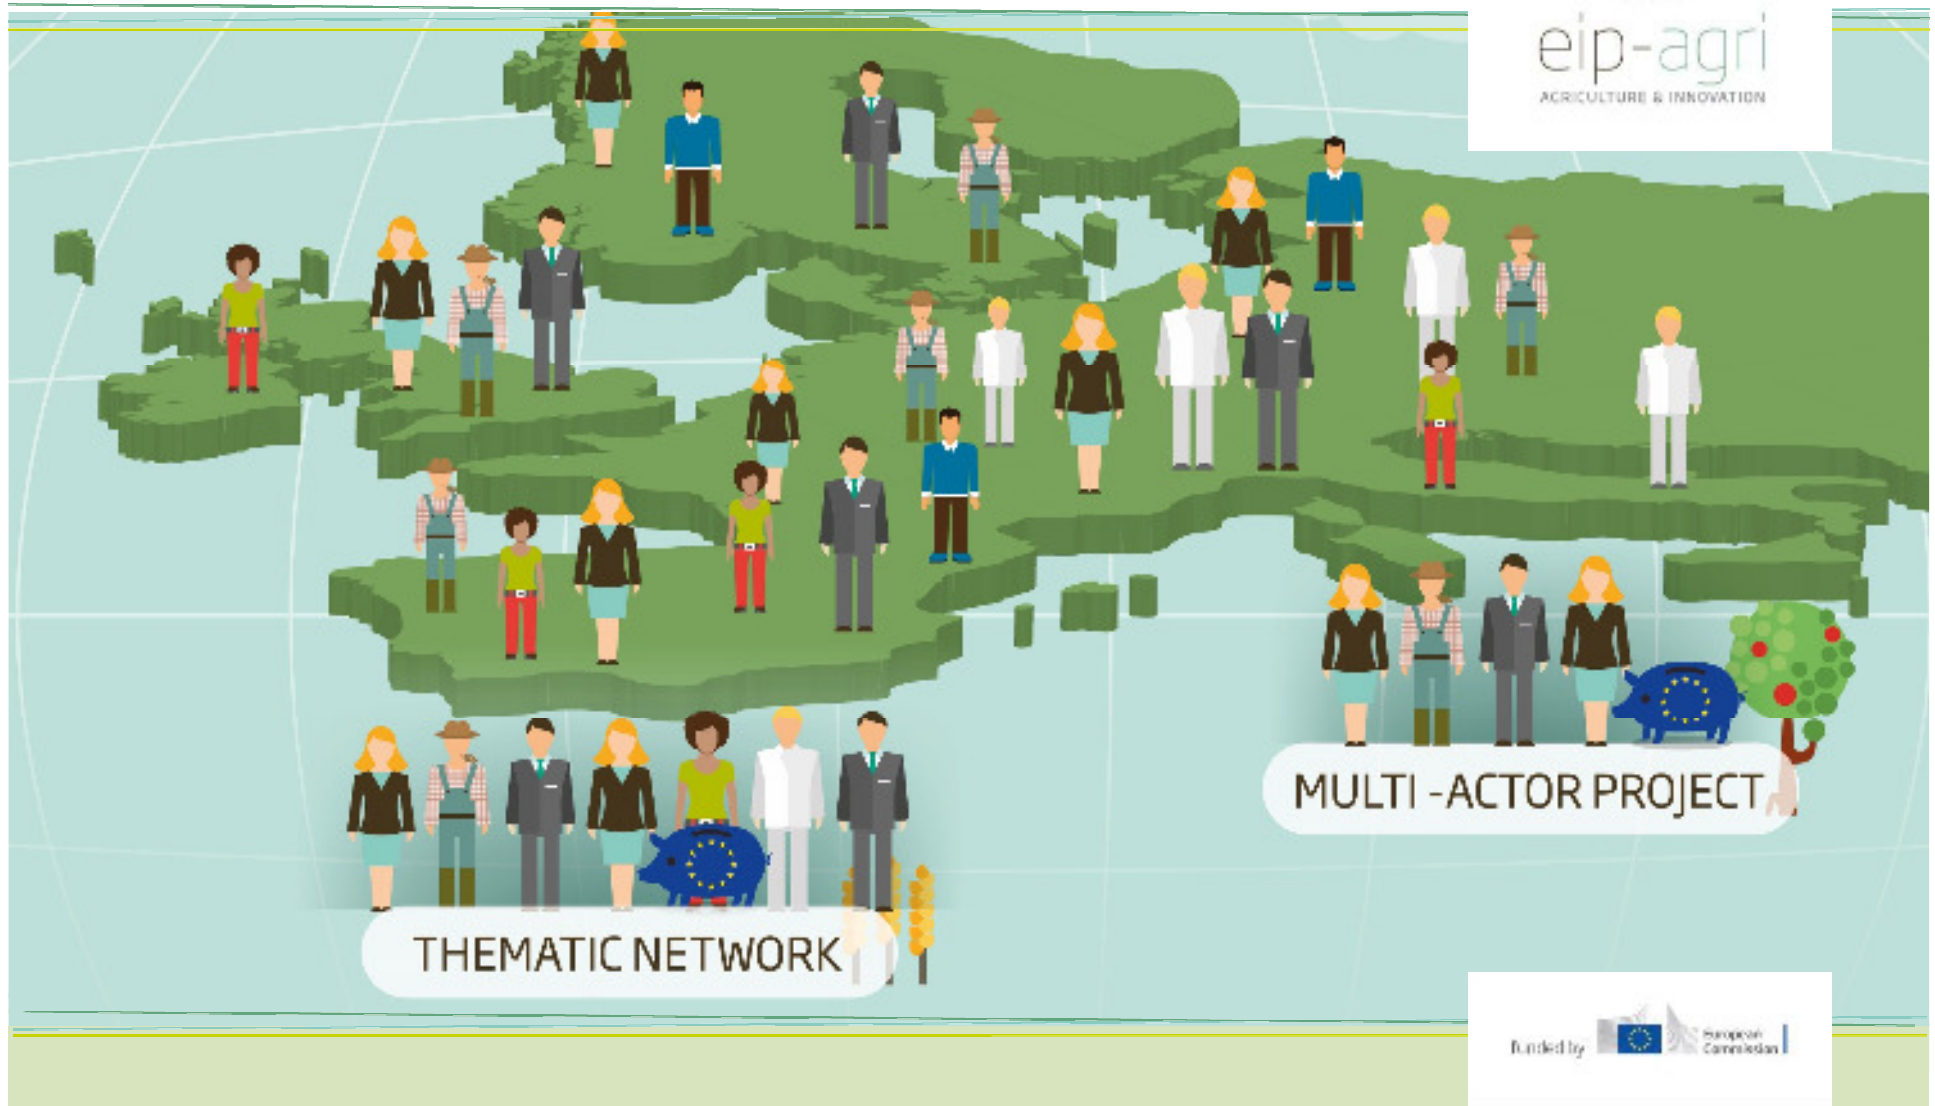 eip-agri
AGRICULTURE & INNOVATION
MULTI -ACTOR PROJECT
THEMATIC NETWORK
funded by
European
Commission